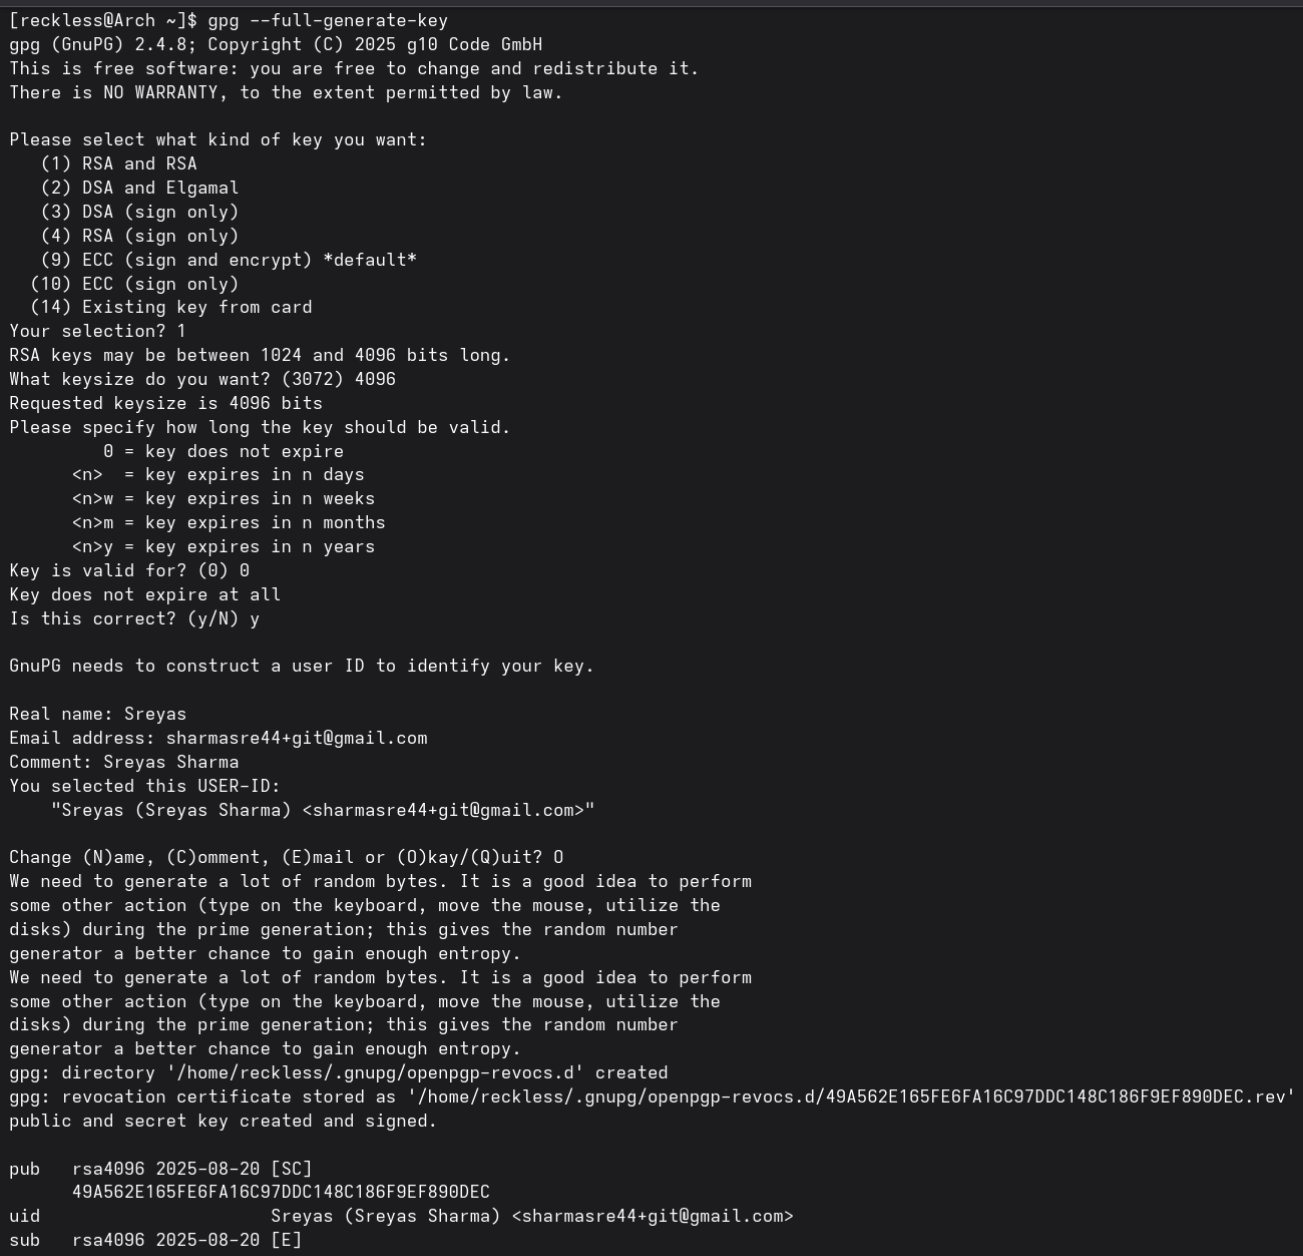 [reckless@Arch ~]$ gpg --full-generate-key
gpg (GnuPG) 2.4.8; Copyright (C) 2025 g10 Code GmbH
This is free software: you are free to change and redistribute it.
There is NO WARRANTY, to the extent permitted by law.

Please select what kind of key you want:
   (1) RSA and RSA
   (2) DSA and Elgamal
   (3) DSA (sign only)
   (4) RSA (sign only)
   (9) ECC (sign and encrypt) *default*
  (10) ECC (sign only)
  (14) Existing key from card
Your selection? 1
RSA keys may be between 1024 and 4096 bits long.
What keysize do you want? (3072) 4096
Requested keysize is 4096 bits
Please specify how long the key should be valid.
         0 = key does not expire
      <n>  = key expires in n days
      <n>w = key expires in n weeks
      <n>m = key expires in n months
      <n>y = key expires in n years
Key is valid for? (0) 0
Key does not expire at all
Is this correct? (y/N) y

GnuPG needs to construct a user ID to identify your key.

Real name: Sreyas
Email address: sharmasre44+git@gmail.com
Comment: Sreyas Sharma
You selected this USER-ID:
    "Sreyas (Sreyas Sharma) <sharmasre44+git@gmail.com>"

Change (N)ame, (C)omment, (E)mail or (O)kay/(Q)uit? O
We need to generate a lot of random bytes. It is a good idea to perform
some other action (type on the keyboard, move the mouse, utilize the
disks) during the prime generation; this gives the random number
generator a better chance to gain enough entropy.
We need to generate a lot of random bytes. It is a good idea to perform
some other action (type on the keyboard, move the mouse, utilize the
disks) during the prime generation; this gives the random number
generator a better chance to gain enough entropy.
gpg: directory '/home/reckless/.gnupg/openpgp-revocs.d' created
gpg: revocation certificate stored as '/home/reckless/.gnupg/openpgp-revocs.d/49A562E165FE6FA16C97DDC148C186F9EF890DEC.rev'
public and secret key created and signed.

pub   rsa4096 2025-08-20 [SC]
      49A562E165FE6FA16C97DDC148C186F9EF890DEC
uid                      Sreyas (Sreyas Sharma) <sharmasre44+git@gmail.com>
sub   rsa4096 2025-08-20 [E]